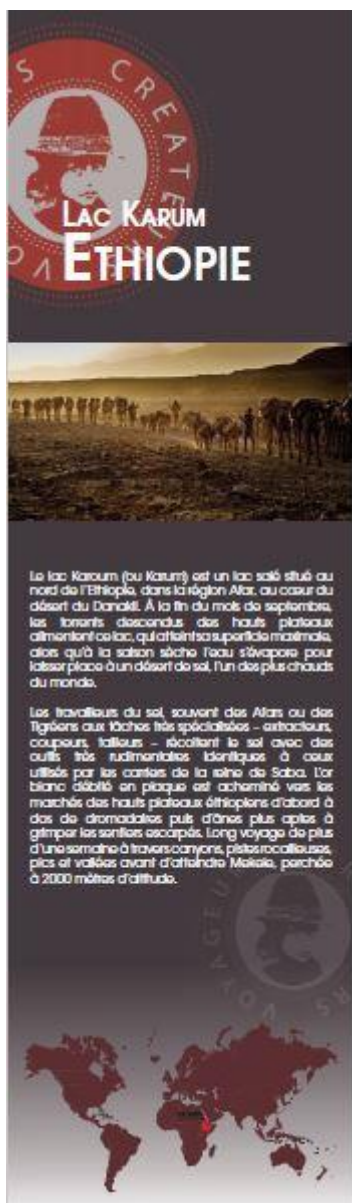 CREATEURS
VOYAGEURS
LAC KARUM
ETHIOPIE
Le lac Karoum (ou Karum) est un lac salé situé au
nord de l'Ethiopie, dans la région Afar, au cœur du
désert du Danakil. À la fin du mois de septembre,
les torrents descendus des hauts plateaux
alimentent ce lac, qui atteint sa superficie maximale,
alors qu'à la saison sèche l'eau s'évapore pour
laisser place à un désert de sel, l'un des plus chauds
du monde.
Les travailleurs du sel, souvent des Afars ou des
Tigréens aux tâches très spécialisées – extracteurs,
coupeurs, tailleurs – récoltent le sel avec des
outils très rudimentaires identiques à ceux
utilisés par les carriers de la reine de Saba. L'or
blanc débité en plaque est acheminé vers les
marchés des hauts plateaux éthiopiens d'abord à
dos de dromadaires puis d'ânes plus aptes à
grimper les sentiers escarpés. Long voyage de plus
d'une semaine à travers canyons, pistes rocailleuses,
pics et vallées avant d'atteindre Mekele, perchée
à 2000 mètres d'altitude.
VOYAGEURS